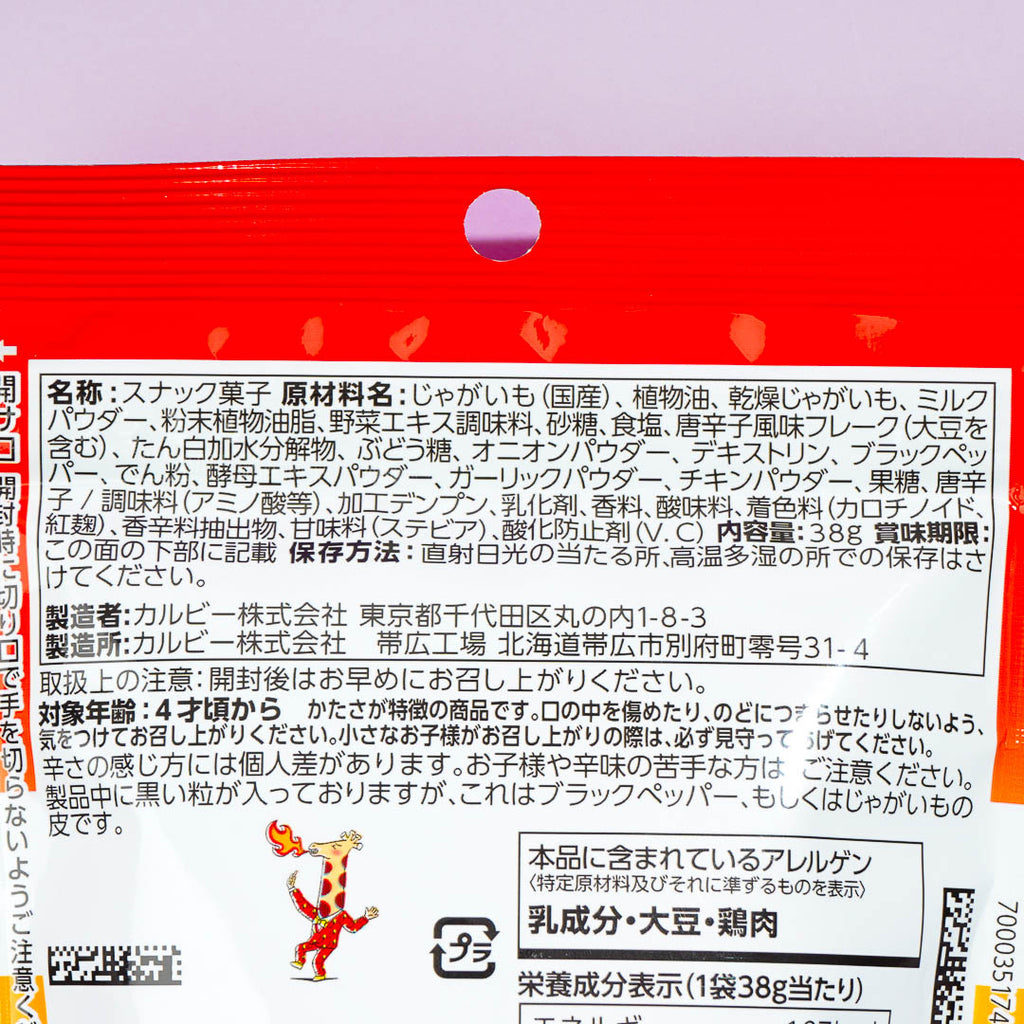 名称:スナック菓子 原材料名:じゃがいも(国産)、植物油、乾燥じゃがいも、ミルク
パウダー、粉末植物油脂、野菜エキス調味料、砂糖、食塩、唐辛子風味フレーク(大豆を
含む)、たん白加水分解物、ぶどう糖、オニオンパウダー、デキストリン、ブラックペッ
パー、でん粉、酵母エキスパウダー、ガーリックパウダー、チキンパウダー、果糖、唐辛
子/調味料(アミノ酸等)、加工デンプン、乳化剤、香料、酸味料、着色料(カロチノイド、
紅麹)、香辛料抽出物、甘味料(ステビア)、酸化防止剤(V.C) 内容量:38g 賞味期限:
この面の下部に記載 保存方法:直射日光の当たる所、高温多湿の所での保存はさ
けてください。
製造者:カルビー株式会社 東京都千代田区丸の内1-8-3
製造所:カルビー株式会社 帯広工場 北海道帯広市別府町零号31-4
取扱上の注意:開封後はお早めにお召し上がりください。
対象年齢:4才頃から かたさが特徴の商品です。口の中を傷めたり、のどにつまらせたりしないよう、
気をつけてお召し上がりください。小さなお子様がお召し上がりの際は、必ず見守ってあげてください。
辛さの感じ方には個人差があります。お子様や辛味の苦手な方は ご注意ください。
製品中に黒い粒が入っておりますが、これはブラックペッパー、もしくはじゃがいもの
皮です。
本品に含まれているアレルゲン
〈特定原材料及びそれに準ずるものを表示〉
乳成分・大豆・鶏肉
プラ
栄養成分表示(1袋38g当たり)
エネルギー
開け口 開封時に切り口で手を切らないようご注意く
700035174